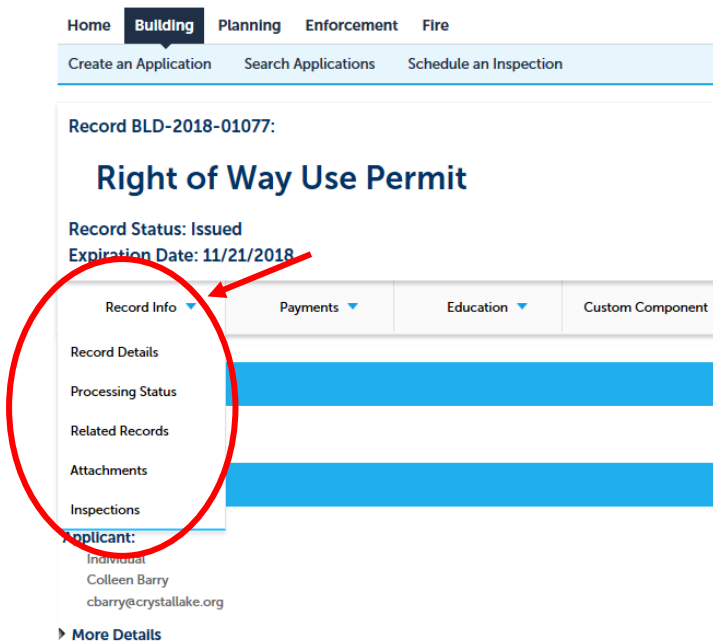 Home Building Planning Enforcement Fire
Create an Application Search Applications Schedule an Inspection
Record BLD-2018-01077:
Right of Way Use Permit
Record Status: Issued
Expiration Date: 11/21/2018
Record Info Payments Education Custom Component
Record Details
Processing Status
Related Records
Attachments
Inspections
Applicant:
Individual
Colleen Barry
cbarry@crystallake.org
More Details